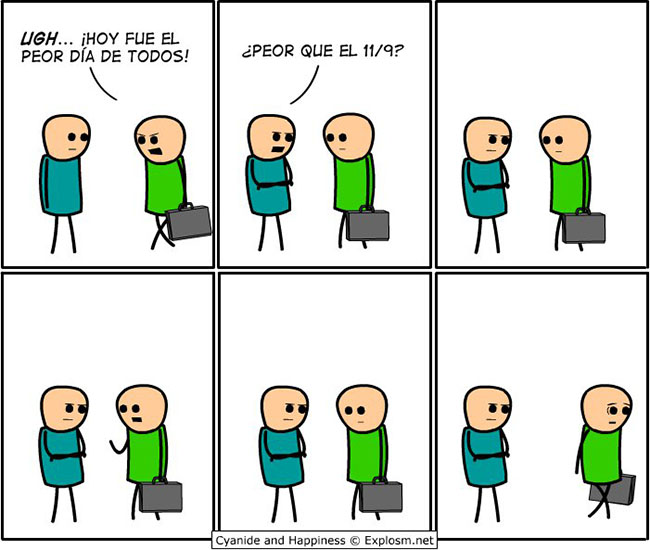 UGH... ¡HOY FUE EL
PEOR DÍA DE TODOS!
¿PEOR QUE EL 11/9?
Cyanide and Happiness © Explosm.net